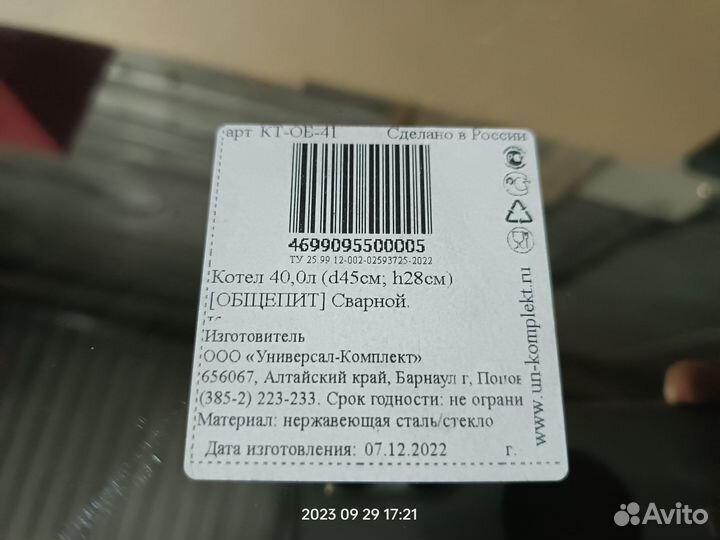 арт КТ-ОЕ-41 Сделано в России
4699095500005
ТУ 25.99 12-002-02593725-2022
Котел 40,0л (d45см; h28см)
[ОБЩЕПИТ] Сварной.
Изготовитель
ООО «Универсал-Комплект»
656067, Алтайский край, Барнаул г,
(385-2) 223-233. Срок годности: не ограни
Материал: нержавеющая сталь/стекло
Дата изготовления: 07.12.2022 г.
www.un-komplekt.ru
2023 09 29 17:21
Avito